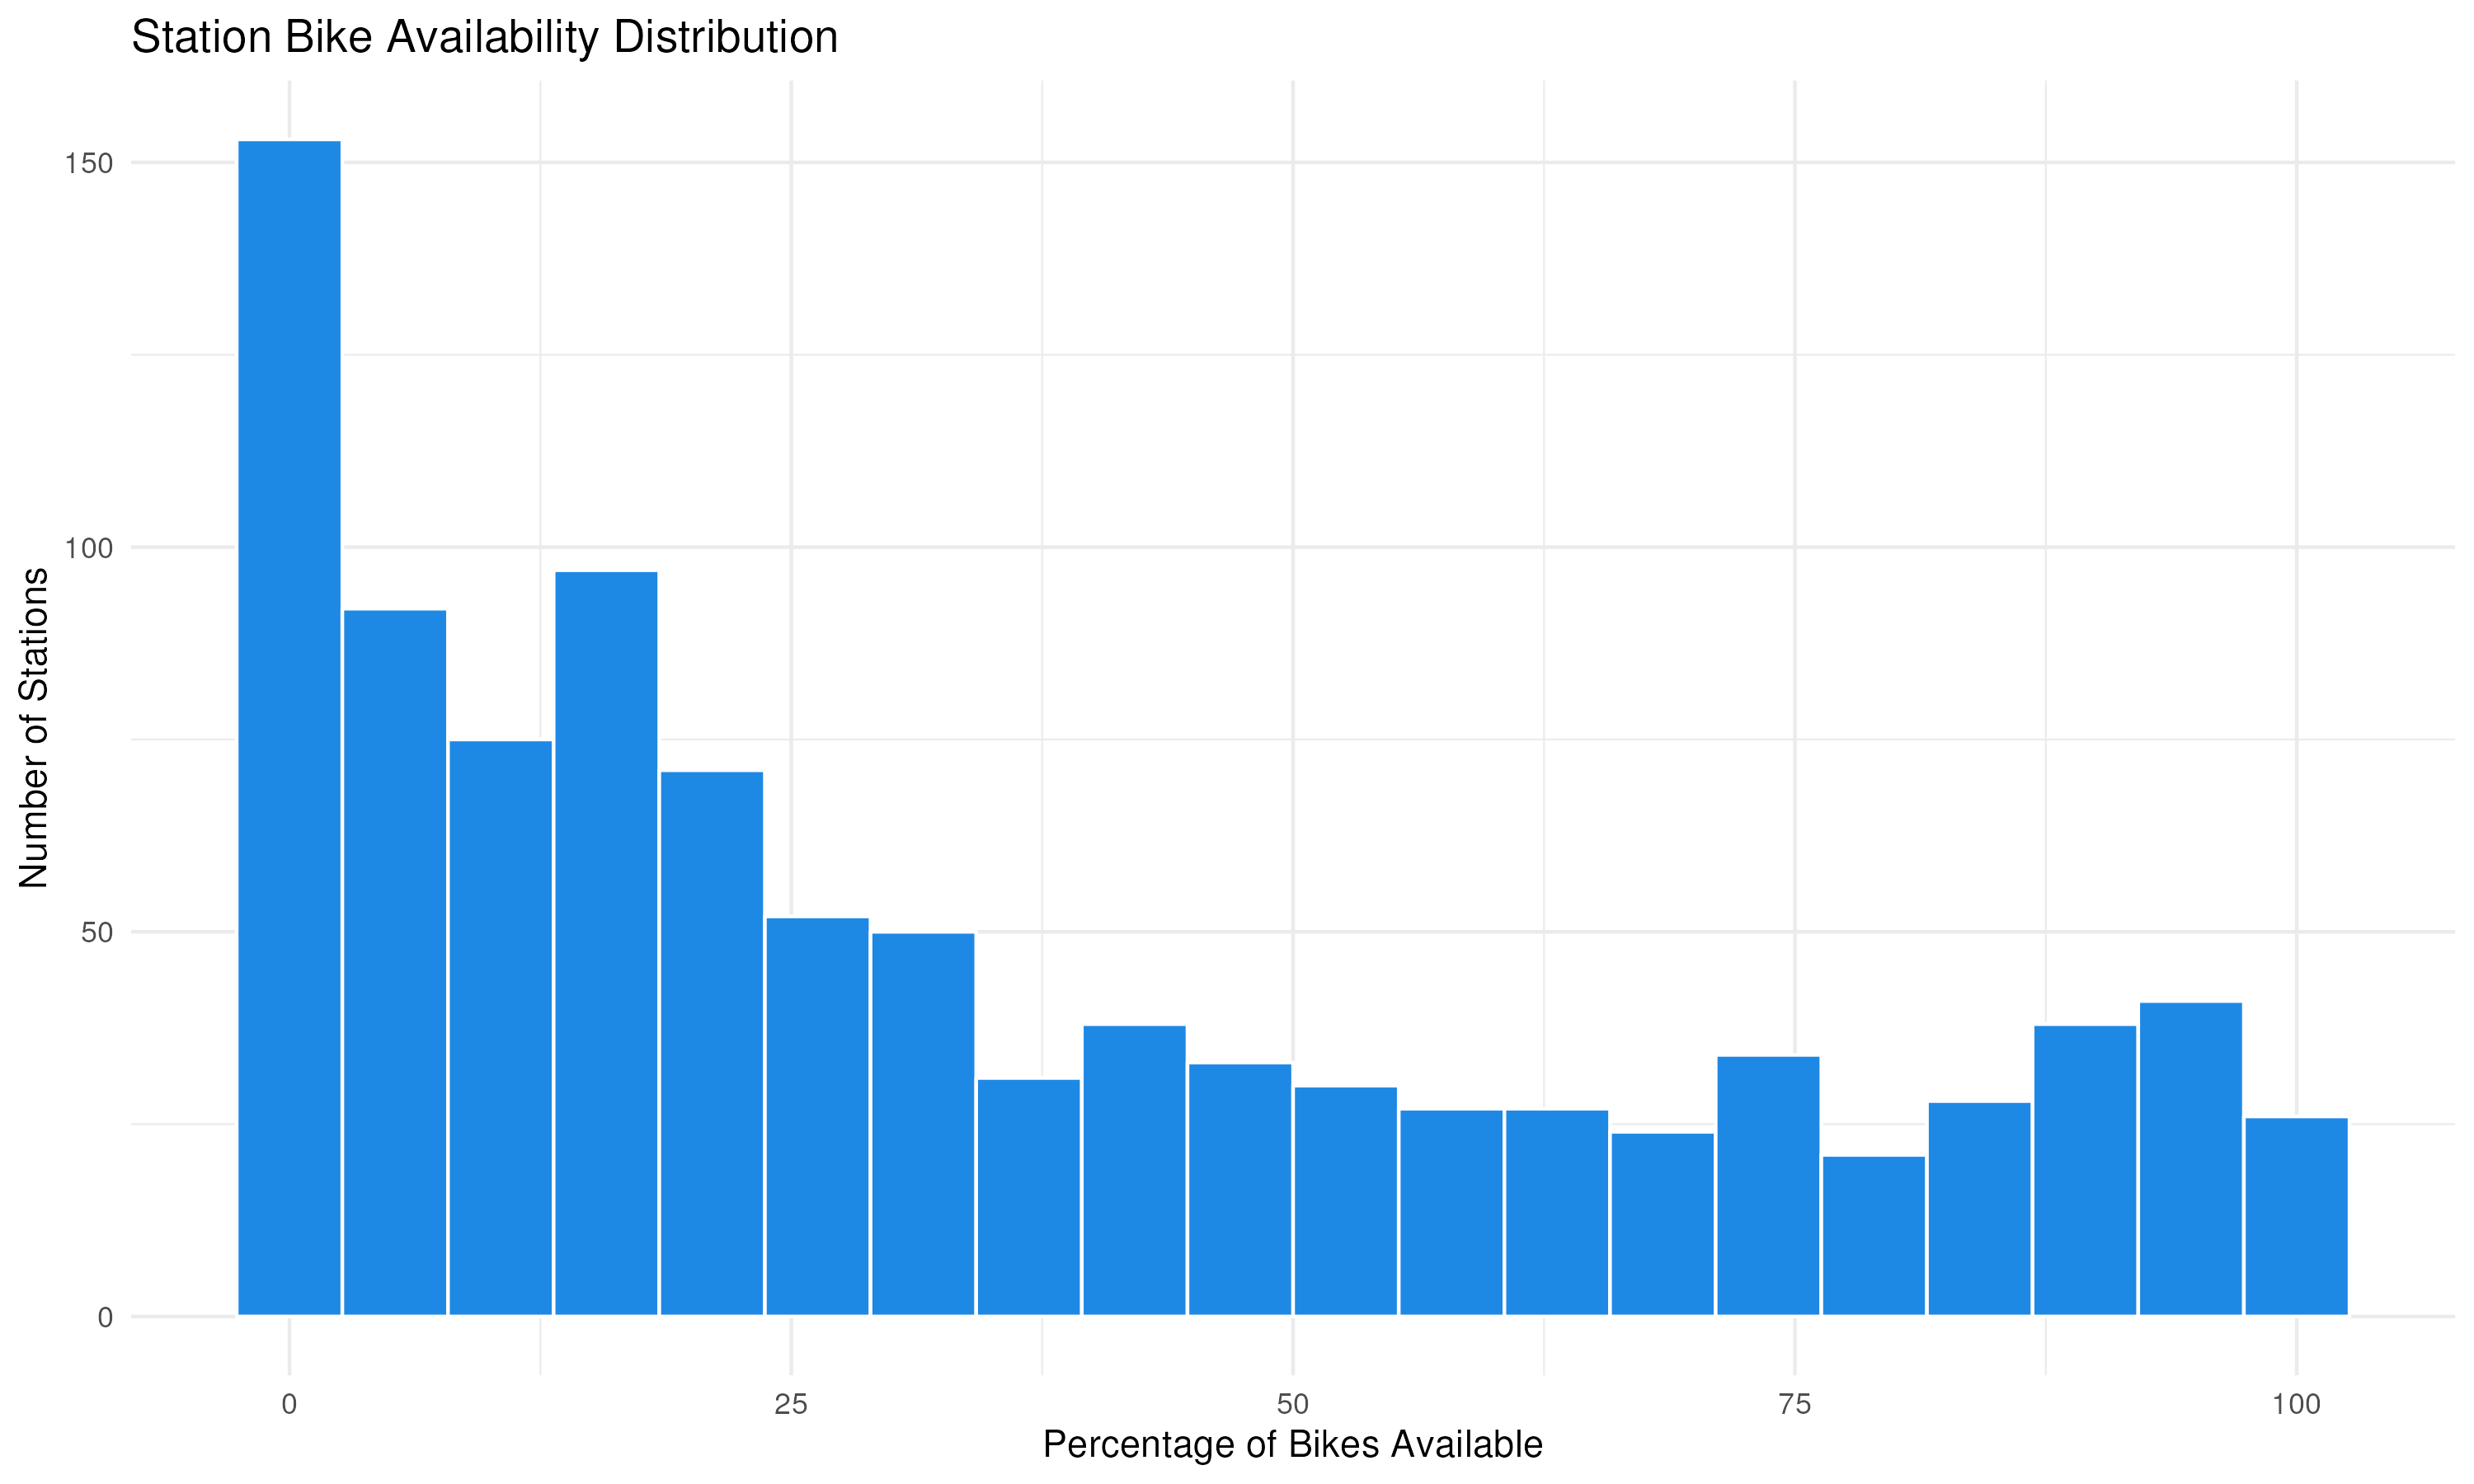 Station Bike Availability Distribution
Number of Stations
150
100
50
0
0 25 50 75 100
Percentage of Bikes Available